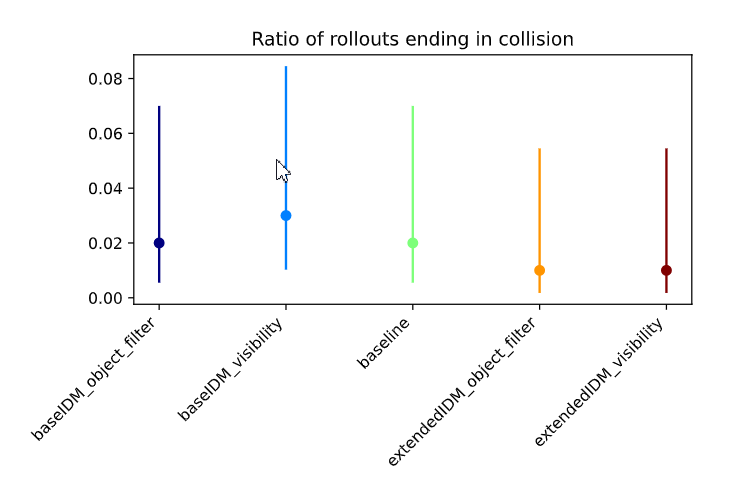 Ratio of rollouts ending in collision
0.08
0.06
0.04
0.02
0.00
baseIDM_object_filter
baseIDM_visibility
baseline
extendedIDM_object_filter
extendedIDM_visibility